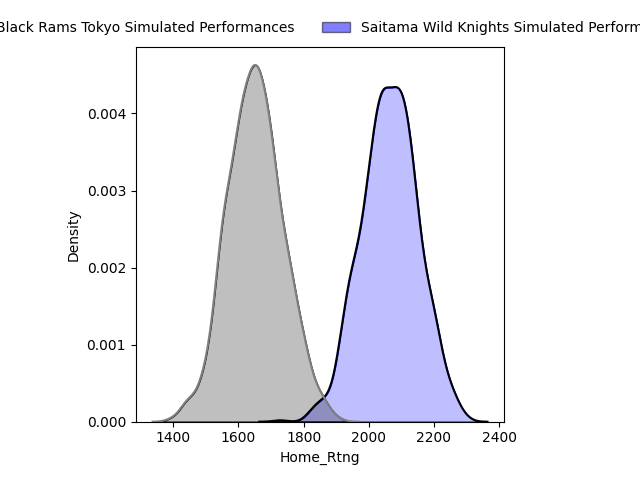 Black Rams Tokyo Simulated Performances Saitama Wild Knights Simulated
Density
0.004
0.003
0.002
0.001
0.000
1400 1600 1800 2000 2200 2400
Home_Rtng